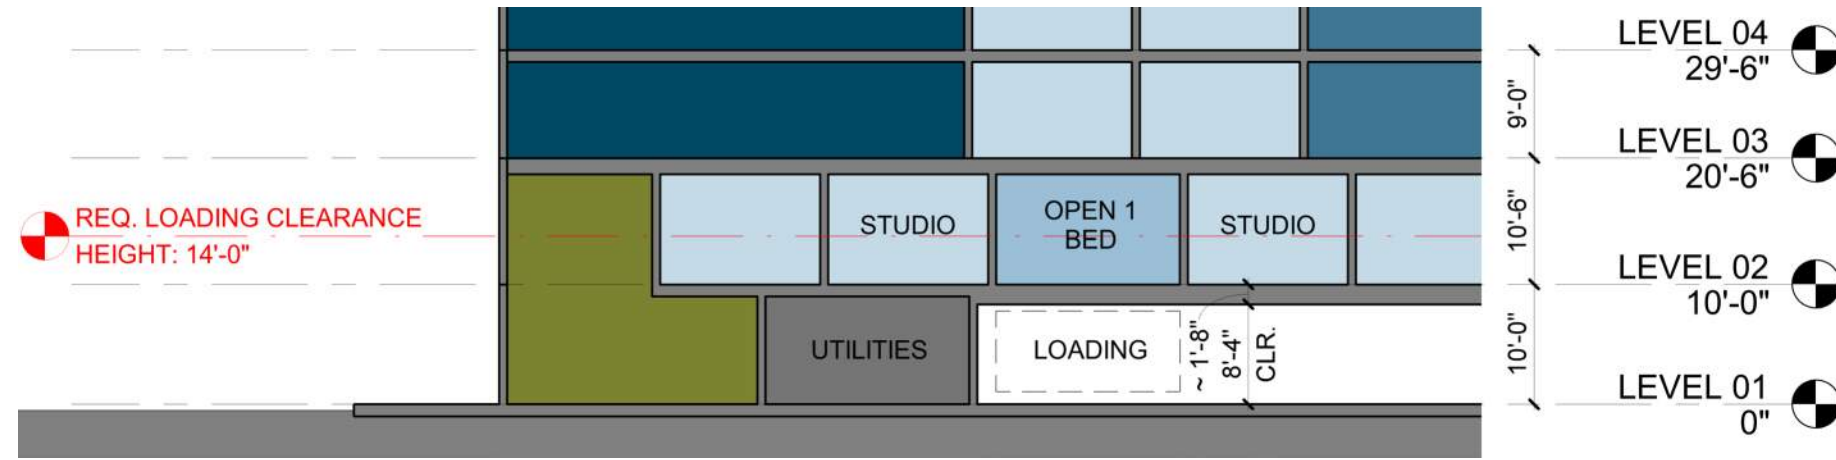 LEVEL 04
29'-6"
9'-0"
LEVEL 03
20'-6"
REQ. LOADING CLEARANCE
HEIGHT: 14'-0"
STUDIO
OPEN 1
BED
STUDIO
10'-6"
LEVEL 02
10'-0"
UTILITIES
LOADING
~ 1'-8"
8'-4"
CLR.
10'-0"
LEVEL 01
0"